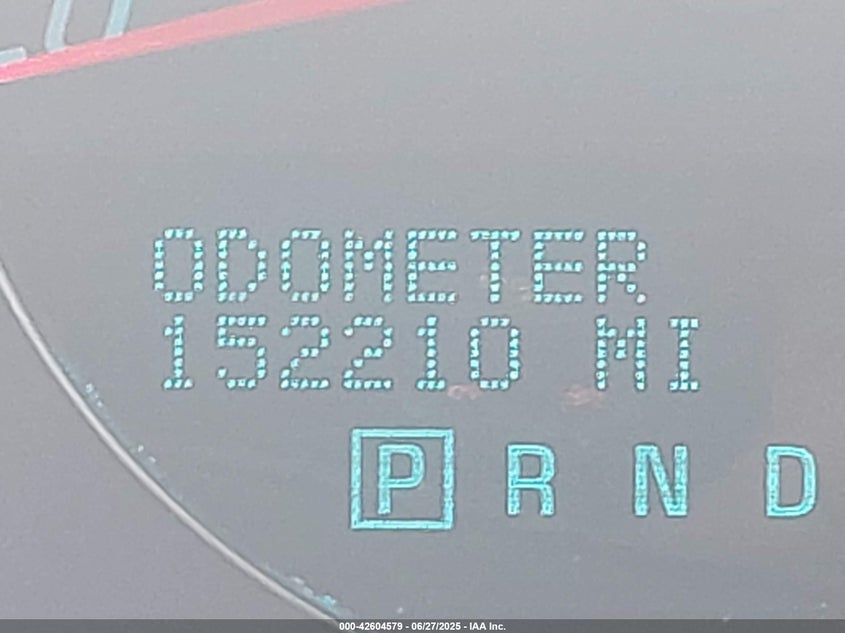 ODOMETER
152210 MI
P R N D
000-42604579 - 06/27/2025 - IAA Inc.